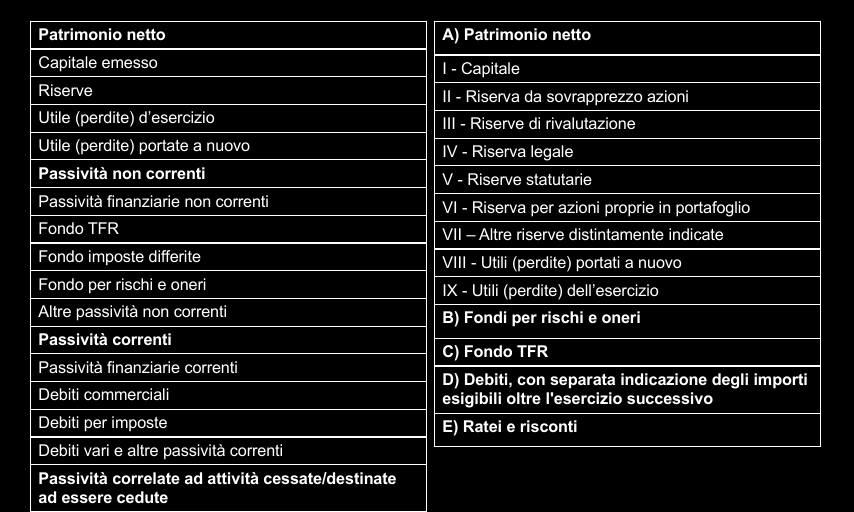 Patrimonio netto
Capitale emesso
Riserve
Utile (perdite) d’esercizio
Utile (perdite) portate a nuovo
Passività non correnti
Passività finanziarie non correnti
Fondo TFR
Fondo imposte differite
Fondo per rischi e oneri
Altre passività non correnti
Passività correnti
Passività finanziarie correnti
Debiti commerciali
Debiti per imposte
Debiti vari e altre passività correnti
Passività correlate ad attività cessate/destinate
ad essere cedute
A) Patrimonio netto
I - Capitale
II - Riserva da sovrapprezzo azioni
III - Riserve di rivalutazione
IV - Riserva legale
V - Riserve statutarie
VI - Riserva per azioni proprie in portafoglio
VII – Altre riserve distintamente indicate
VIII - Utili (perdite) portati a nuovo
IX - Utili (perdite) dell’esercizio
B) Fondi per rischi e oneri
C) Fondo TFR
D) Debiti, con separata indicazione degli importi
esigibili oltre l'esercizio successivo
E) Ratei e risconti